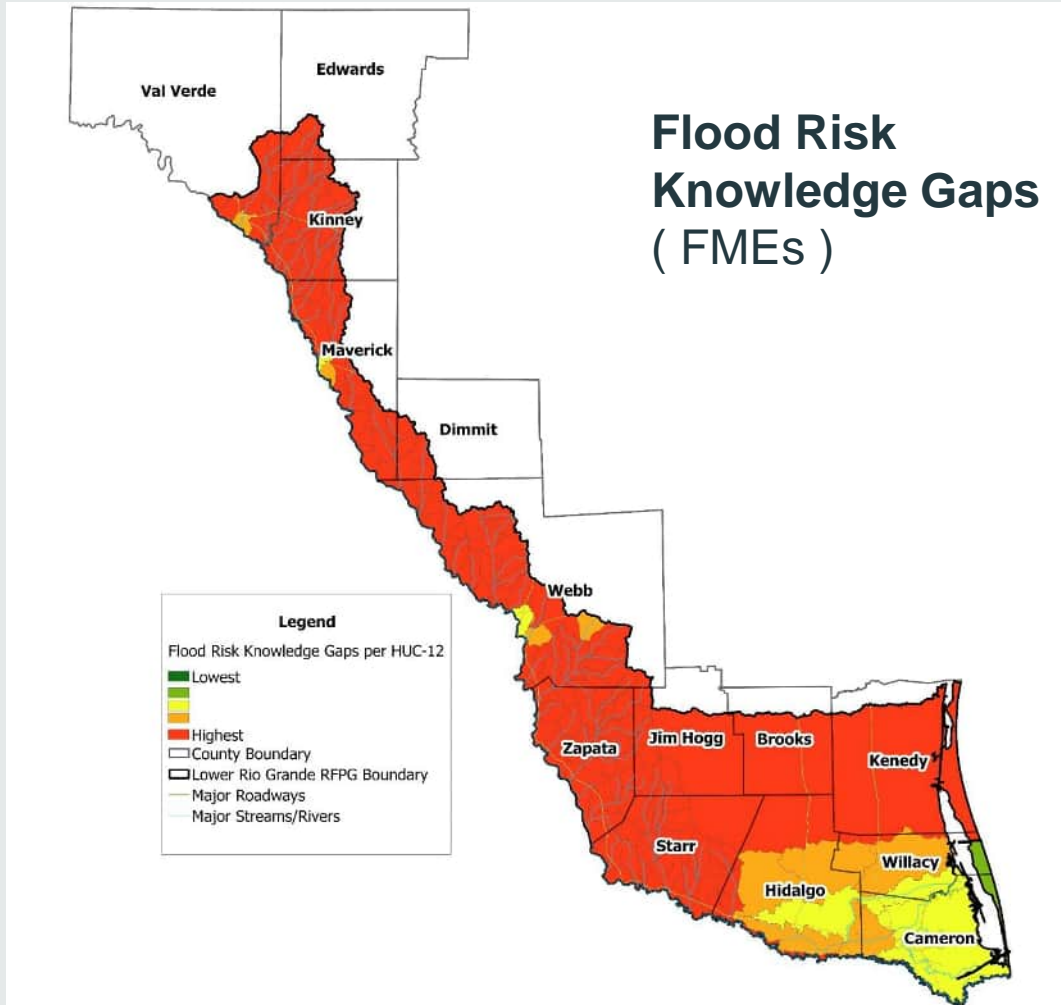 Flood Risk
Knowledge Gaps
( FMEs )
Edwards
Val Verde
Kinney
Maverick
Dimmit
Webb
Zapata
Jim Hogg
Brooks
Kenedy
Starr
Willacy
Hidalgo
Cameron
Legend
Flood Risk Knowledge Gaps per HUC-12
Lowest
Highest
County Boundary
Lower Rio Grande RFPG Boundary
Major Roadways
Major Streams/Rivers